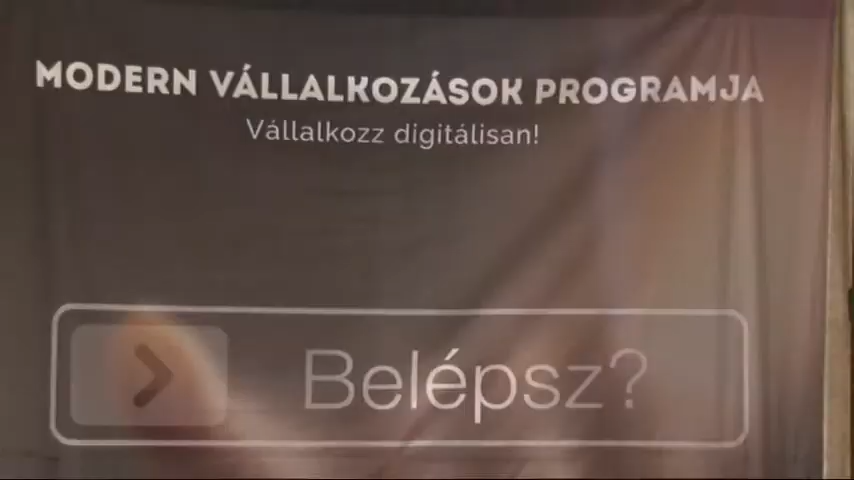 MODERN VÁLLALKOZÁSOK PROGRAMJA
Vállalkozz digitálisan!
Belépsz?